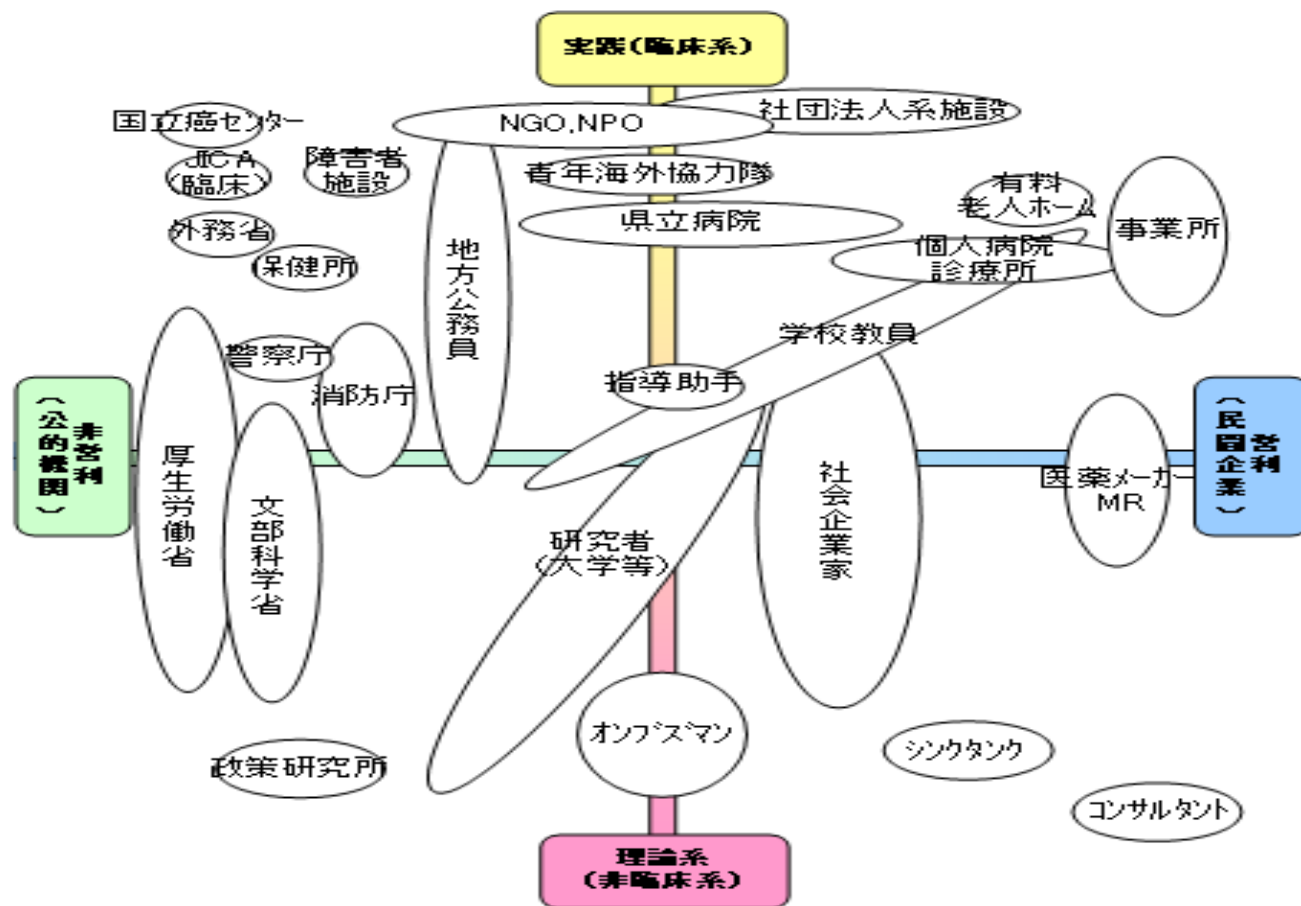 実践(臨床系)
国立癌センター
NGO,NPO
社団法人系施設
JICA
(臨床)
障害者
施設
青年海外協力隊
有料
老人ホーム
事業所
外務省
県立病院
保健所
地方公務員
個人病院
診療所
学校教員
警察庁
消防庁
指導助手
非営利
(公的機関)
営利
(民間企業)
厚生労働省
文部科学省
研究者
(大学等)
社会企業家
医薬メーカー
MR
オンブズマン
シンクタンク
政策研究所
コンサルタント
理論系
(非臨床系)